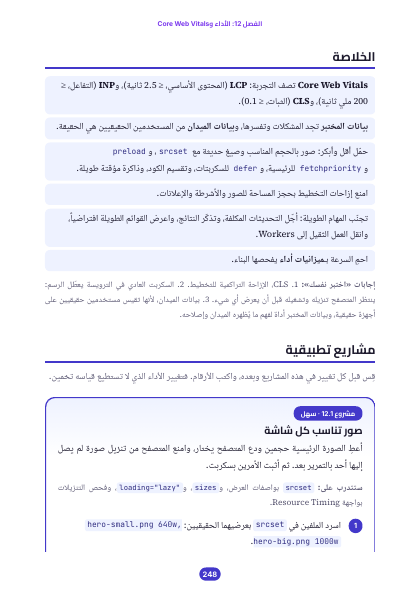 الفصل 12: الأداء وCore Web Vitals
الخلاصة
Core Web Vitals تصف التجربة: LCP (المحتوى الأساسي، ≤ 2.5 ثانية)، وINP (التفاعل، ≤
200 ملي ثانية)، وCLS (الثبات، ≤ 0.1).
بيانات المختبر تجد المشكلات وتفسرها، وبيانات الميدان من المستخدمين الحقيقيين هي الحقيقة.
حمّل أقل وأبكر: صور بالحجم المناسب وصيغ حديثة مع srcset، و preload
و fetchpriority للرئيسية، و defer للسكربتات، وتقسيم الكود، وذاكرة مؤقتة طويلة.
امنع إزاحات التخطيط بحجز المساحة للصور والأشرطة والإعلانات.
تجنّب المهام الطويلة: أجّل التحديثات المكلفة، وتذكّر النتائج، واعرض القوائم الطويلة افتراضياً،
وانقل العمل الثقيل إلى Workers.
احمِ السرعة بـميزانيات أداء يفحصها البناء.
إجابات «اختبر نفسك»: 1. CLS، الإزاحة التراكمية للتخطيط. 2. السكربت العادي في الترويسة يعطّل الرسم:
ينتظر المتصفح تنزيله وتشغيله قبل أن يعرض أي شيء. 3. بيانات الميدان، لأنها تقيس مستخدمين حقيقيين على
أجهزة حقيقية، وبيانات المختبر أداة لفهم ما يُظهره الميدان وإصلاحه.
مشاريع تطبيقية
قِس قبل كل تغيير في هذه المشاريع وبعده، واكتب الأرقام. فتغيير الأداء الذي لا تستطيع قياسه تخمين.
مشروع 12.1 · سهل
صور تناسب كل شاشة
أعطِ الصورة الرئيسية حجمين ودع المتصفح يختار، وامنع المتصفح من تنزيل صورة لم يصل
إليها أحد بالتمرير بعد. ثم أثبت الأمرين بسكربت.
ستتدرب على: srcset بواصفات العرض، وsizes، وloading="lazy"، وفحص التنزيلات
بواجهة Resource Timing.
1 اسرد الملفين في srcset بعرضيهما الحقيقيين: hero-small.png 640w,
hero-big.png 1000w.
248